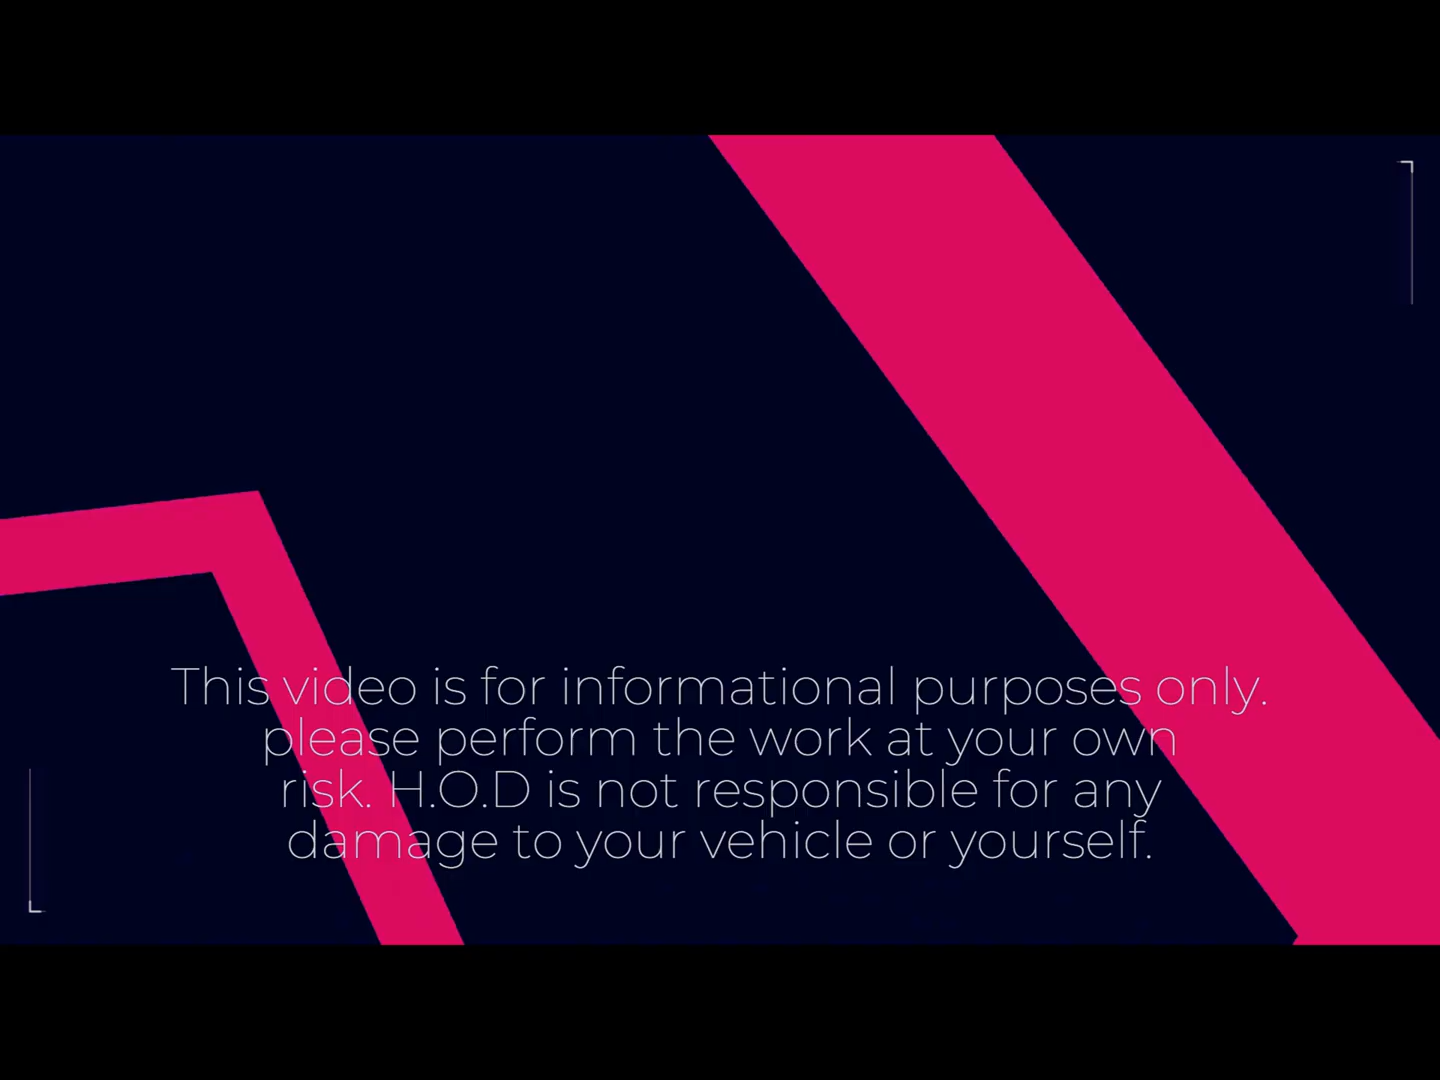 This video is for informational purposes only.
please perform the work at your own
risk. H.O.D is not responsible for any
damage to your vehicle or yourself.